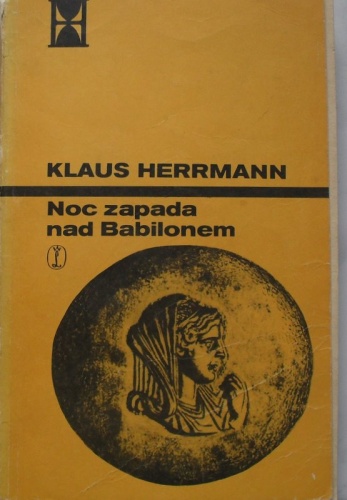 KLAUS HERRMANN
Noc zapada
nad Babilonem